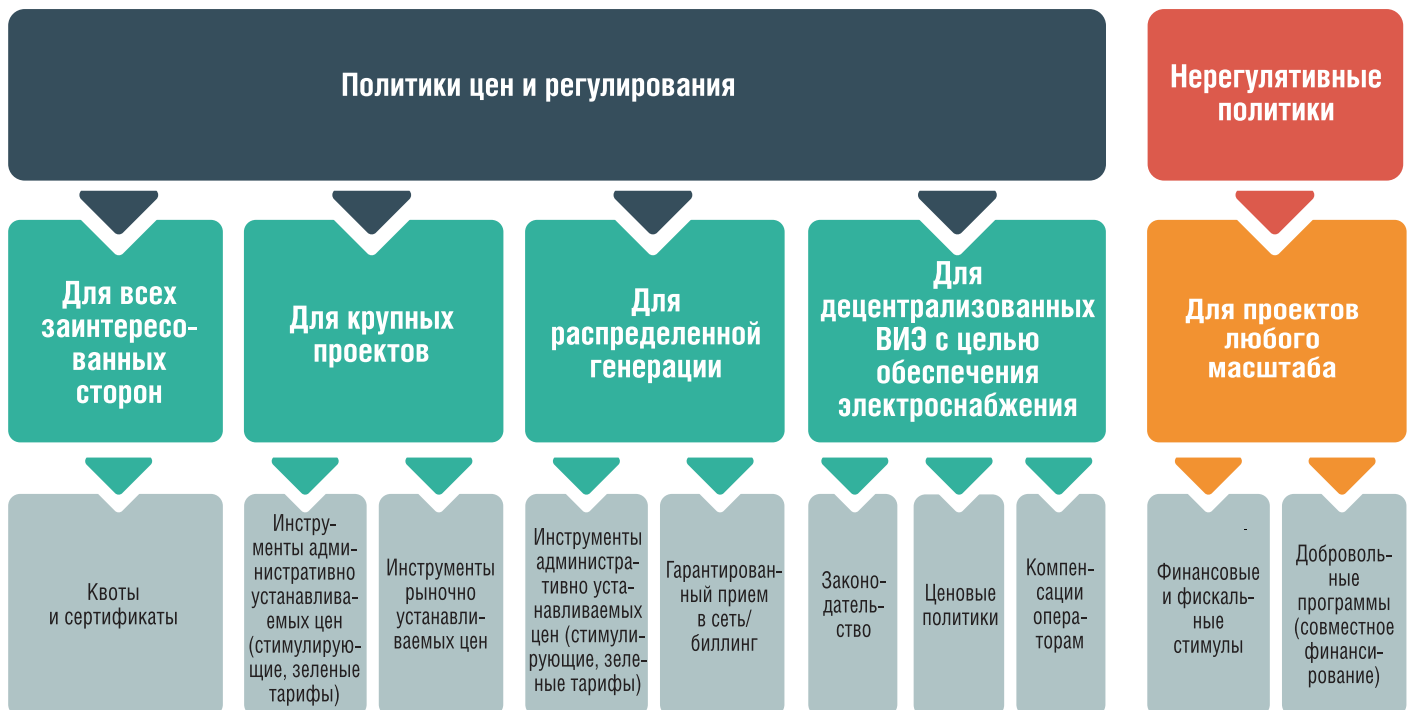 Политики цен и регулирования
Нерегулятивные
политики
Для всех
заинтересо-
ванных
сторон
Для крупных
проектов
Для
распределенной
генерации
Для
децентрализованных
ВИЭ с целью
обеспечения
электроснабжения
Для проектов
любого
масштаба
Квоты
и сертификаты
Инстру-
менты адми-
нистративно
устанавлива-
емых цен
(стимулирую-
щие, зеленые
тарифы)
Инструменты
рыночно
устанавли-
ваемых цен
Инструменты
администра-
тивно уста-
навливаемых
цен (стимули-
рующие, зеле-
ные тарифы)
Гарантирован-
ный прием
в сеть/
биллинг
Законо-
датель-
ство
Ценовые
политики
Компен-
сации
опера-
торам
Финансовые
и фискаль-
ные
стимулы
Доброволь-
ные
программы
(совместное
финанси-
рование)